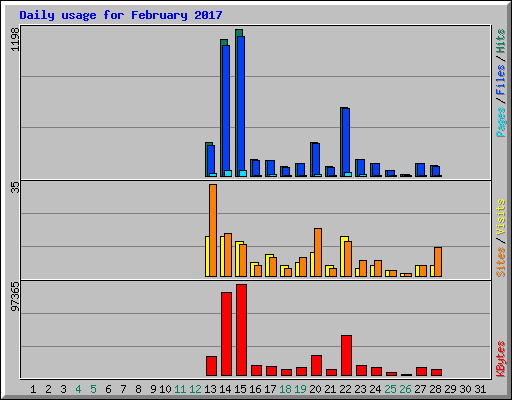 Daily usage for February 2017
1198
Pages / Files / Hits
35
Sites / Visits
97365
KBytes
1 2 3 4 5 6 7 8 9 10 11 12 13 14 15 16 17 18 19 20 21 22 23 24 25 26 27 28 29 30 31